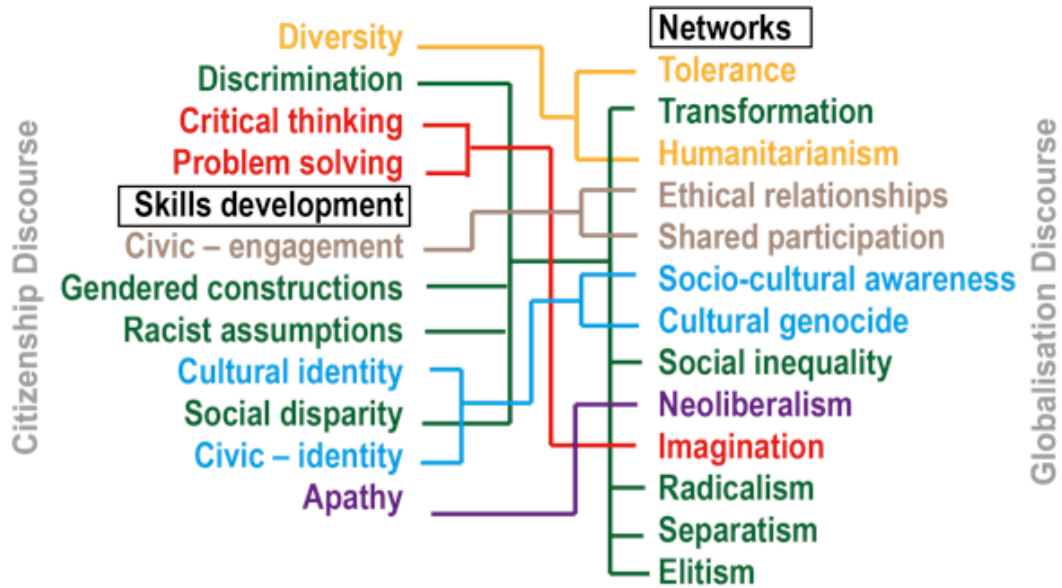 Citizenship Discourse
Diversity
Discrimination
Critical thinking
Problem solving
Skills development
Civic – engagement
Gendered constructions
Racist assumptions
Cultural identity
Social disparity
Civic – identity
Apathy
Networks
Tolerance
Transformation
Humanitarianism
Ethical relationships
Shared participation
Socio-cultural awareness
Cultural genocide
Social inequality
Neoliberalism
Imagination
Radicalism
Separatism
Elitism
Globalisation Discourse